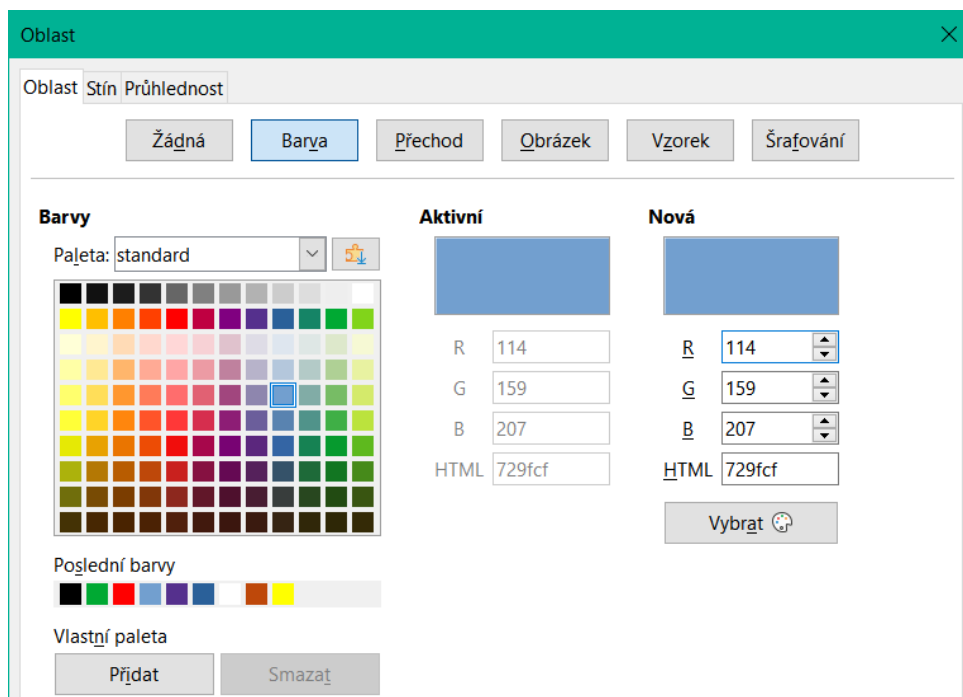 Oblast
Oblast Stín Průhlednost
Žádná Barva Přechod Obrázek Vzorek Šrafování
Barvy Aktivní Nová
Paleta: standard
R 114 R 114
G 159 G 159
B 207 B 207
HTML 729fcf HTML 729fcf
Vybrat
Poslední barvy
Vlastní paleta
Přidat Smazat